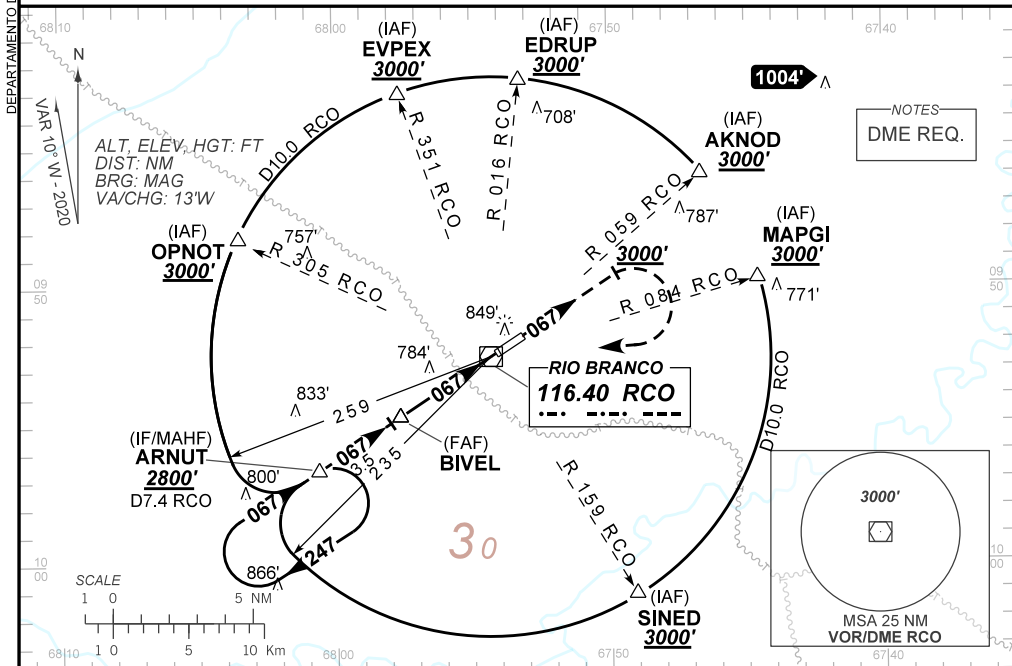 DEPARTAMENTO D
68|10
68|00
67|50
67|40
N
VAR 10° W - 2020
ALT, ELEV, HGT: FT
DIST: NM
BRG: MAG
VA/CHG: 13'W
(IAF)
EVPEX
3000'
(IAF)
EDRUP
3000'
1004'
NOTES
DME REQ.
(IAF)
AKNOD
3000'
(IAF)
MAPGI
3000'
(IAF)
OPNOT
3000'
D10.0 RCO
R 351 RCO
R 016 RCO
708'
R 059 RCO
787'
757'
R 305 RCO
3000'
R 084 RCO
771'
09
50
09
50
849'
067
784'
RIO BRANCO
116.40 RCO
067
833'
259
D10.0 RCO
(IF/MAHF)
ARNUT
2800'
D7.4 RCO
067
(FAF)
BIVEL
35
235
800'
067
247
866'
R 159 RCO
30
3000'
MSA 25 NM
VOR/DME RCO
10
00
10
00
SCALE
1 0 5 NM
1 0 5 10 Km
(IAF)
SINED
3000'
68|10
68|00
67|50
67|40